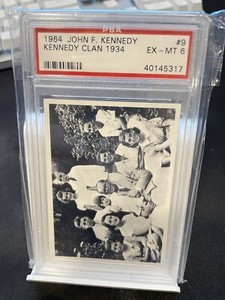 PSA
1964 JOHN F. KENNEDY #9
KENNEDY CLAN 1934 EX-MT 6
40145317